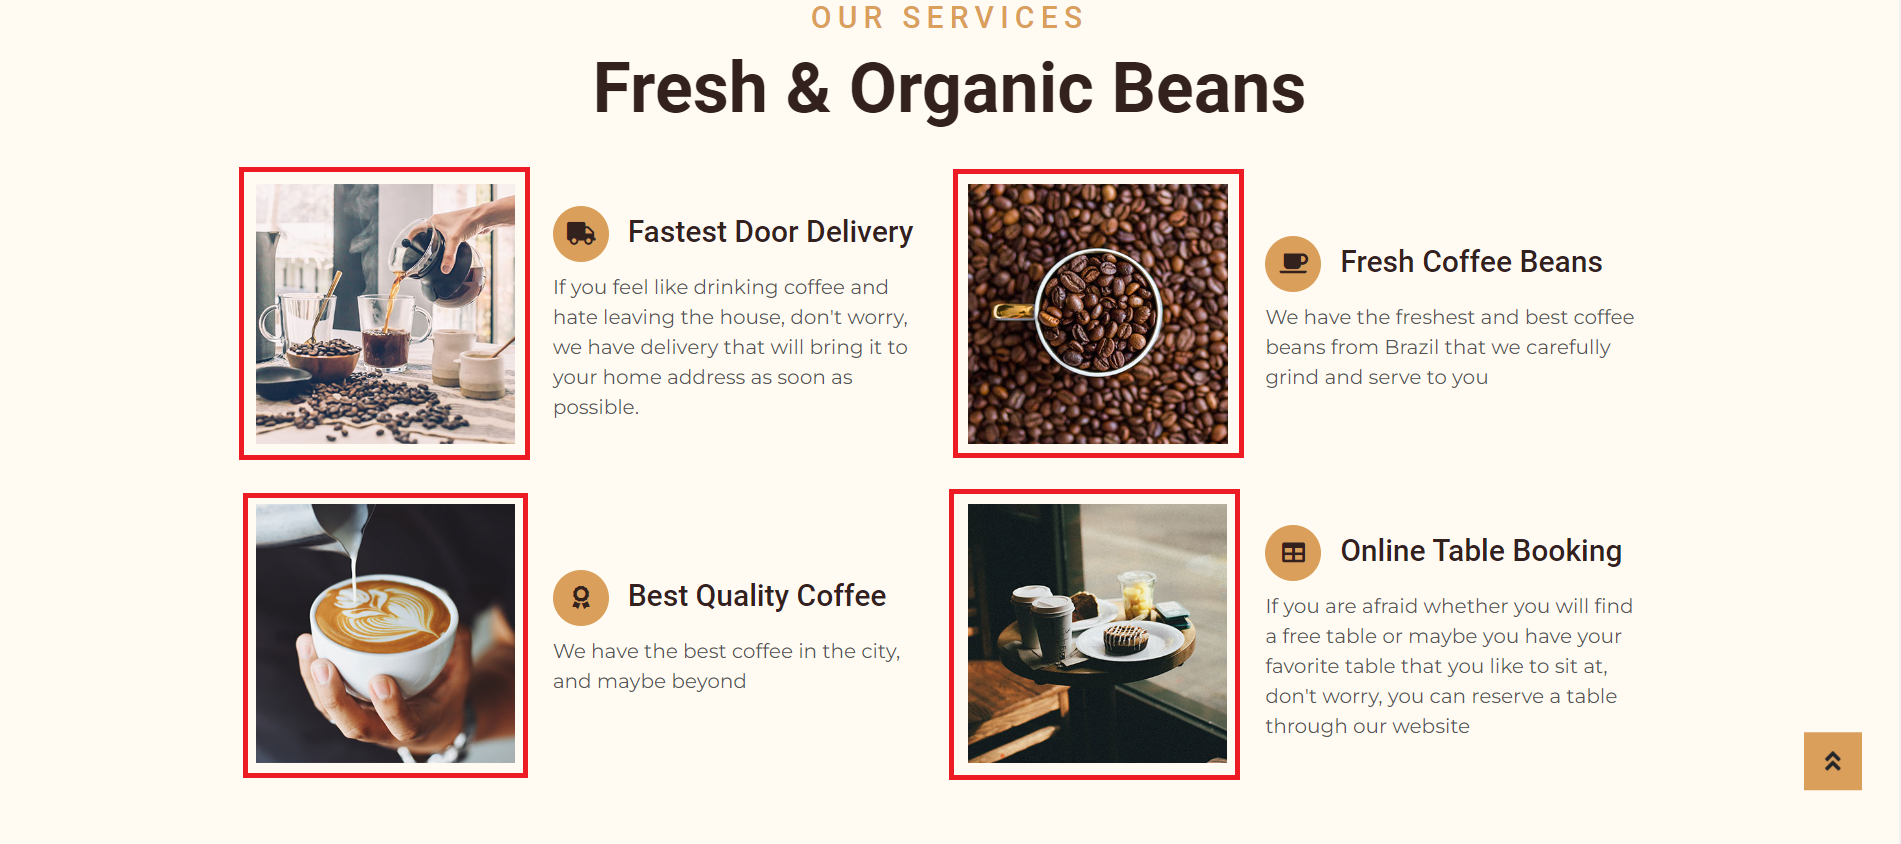 OUR SERVICES
Fresh & Organic Beans
Fastest Door Delivery
If you feel like drinking coffee and
hate leaving the house, don't worry,
we have delivery that will bring it to
your home address as soon as
possible.
Fresh Coffee Beans
We have the freshest and best coffee
beans from Brazil that we carefully
grind and serve to you
Best Quality Coffee
We have the best coffee in the city,
and maybe beyond
Online Table Booking
If you are afraid whether you will find
a free table or maybe you have your
favorite table that you like to sit at,
don't worry, you can reserve a table
through our website